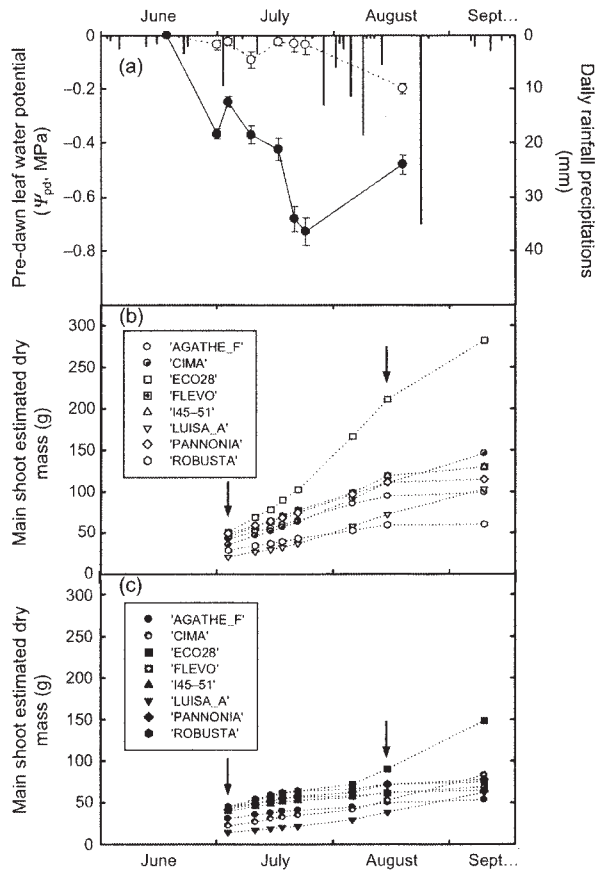 June July August Sept...
(a)
Pre-dawn leaf water potential
(Ψpd, MPa)
0
–0.2
–0.4
–0.6
–0.8
0
10
20
30
40
Daily rainfall precipitations
(mm)
(b)
Main shoot estimated dry
mass (g)
300
250
200
150
100
50
0
'AGATHE_F'
'CIMA'
'ECO28'
'FLEVO'
'I45–51'
'LUISA_A'
'PANNONIA'
'ROBUSTA'
(c)
Main shoot estimated dry
mass (g)
300
250
200
150
100
50
0
'AGATHE_F'
'CIMA'
'ECO28'
'FLEVO'
'I45–51'
'LUISA_A'
'PANNONIA'
'ROBUSTA'
June July August Sept...